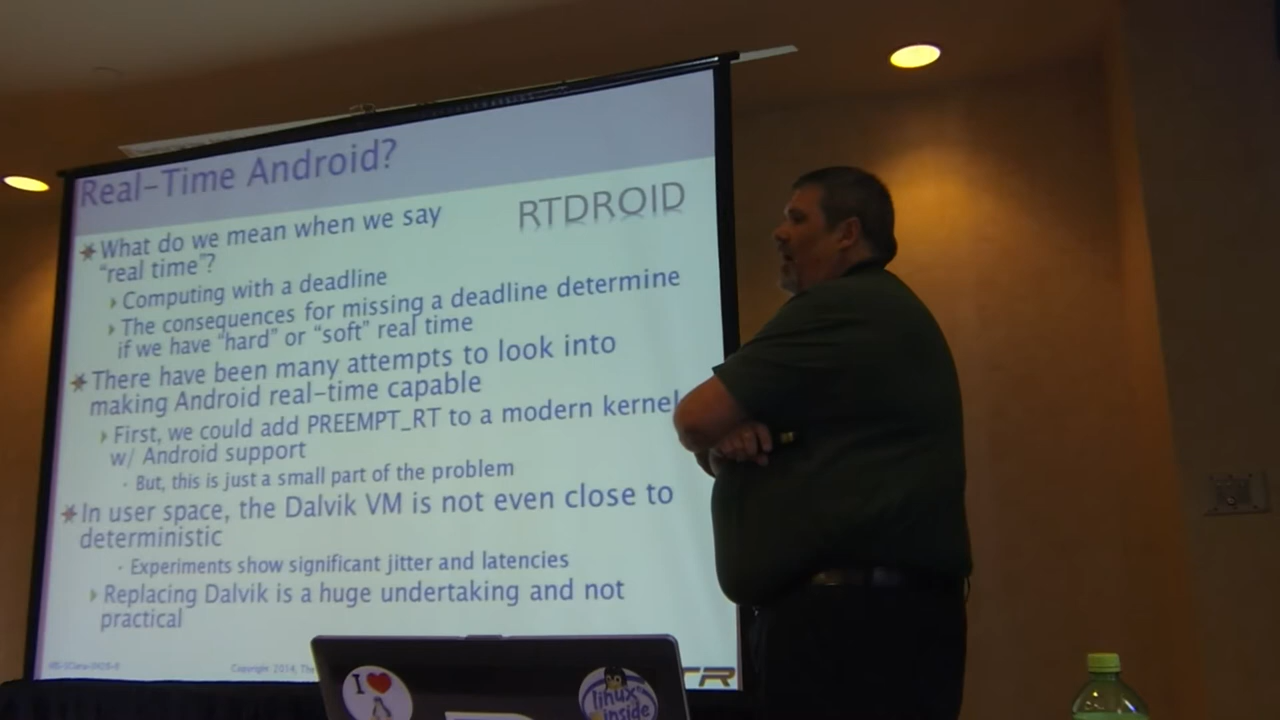 Real-Time Android?
RTDROID
What do we mean when we say
"real time"?
Computing with a deadline
The consequences for missing a deadline determine
if we have "hard" or "soft" real time
There have been many attempts to look into
making Android real-time capable
First, we could add PREEMPT_RT to a modern kernel
w/ Android support
But, this is just a small part of the problem
In user space, the Dalvik VM is not even close to
deterministic
Experiments show significant jitter and latencies
Replacing Dalvik is a huge undertaking and not
practical
Copyright 2014, The
TR
I
linux
inside